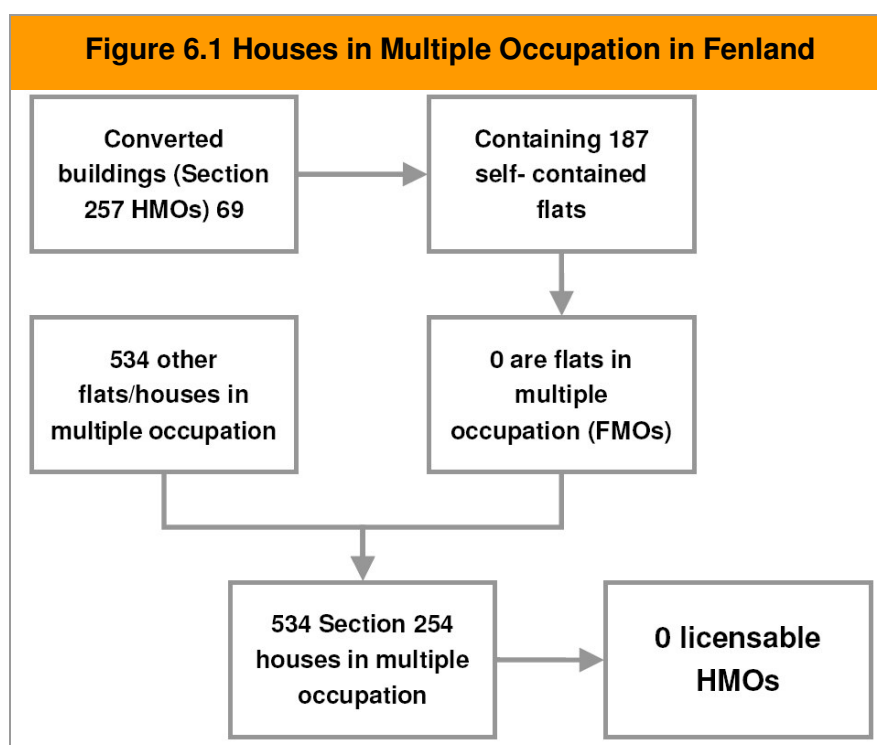 Figure 6.1 Houses in Multiple Occupation in Fenland
Converted
buildings (Section
257 HMOs) 69
Containing 187
self- contained
flats
534 other
flats/houses in
multiple occupation
0 are flats in
multiple
occupation (FMOs)
534 Section 254
houses in multiple
occupation
0 licensable
HMOs